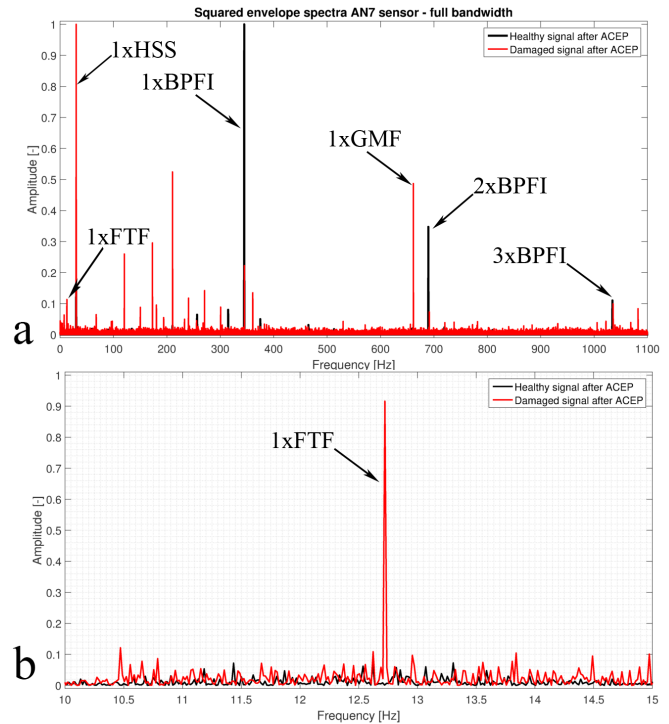 Squared envelope spectra AN7 sensor - full bandwidth
Healthy signal after ACEP
Damaged signal after ACEP
1xHSS
1xBPFI
1xGMF
2xBPFI
1xFTF
3xBPFI
Amplitude [-]
1
0.9
0.8
0.7
0.6
0.5
0.4
0.3
0.2
0.1
0
a
0 100 200 300 400 500 600 700 800 900 1000 1100
Frequency [Hz]
Healthy signal after ACEP
Damaged signal after ACEP
1xFTF
Amplitude [-]
1
0.9
0.8
0.7
0.6
0.5
0.4
0.3
0.2
0.1
0
b
10 10.5 11 11.5 12 12.5 13 13.5 14 14.5 15
Frequency [Hz]